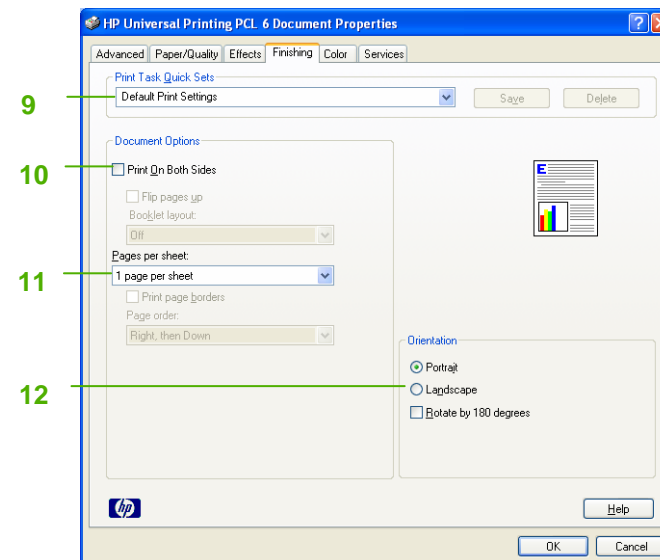 HP Universal Printing PCL 6 Document Properties
?
Advanced Paper/Quality Effects Finishing Color Services
Print Task Quick Sets
9
Default Print Settings
Save Delete
Document Options
10
Print On Both Sides
Flip pages up
Booklet layout:
Off
E
Pages per sheet:
11
1 page per sheet
Print page borders
Page order:
Right, then Down
Orientation
Portrait
12
Landscape
Rotate by 180 degrees
hp
Help
OK Cancel